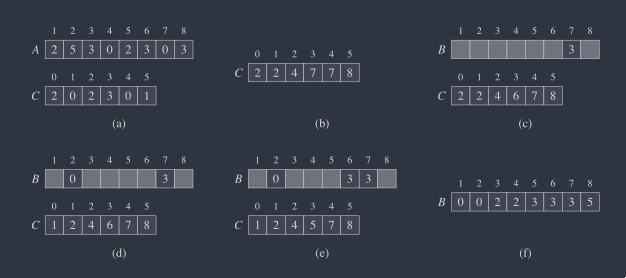 1 2 3 4 5 6 7 8
A 2 5 3 0 2 3 0 3
0 1 2 3 4 5
C 2 0 2 3 0 1
(a)
0 1 2 3 4 5
C 2 2 4 7 7 8
(b)
1 2 3 4 5 6 7 8
B 3
0 1 2 3 4 5
C 2 2 4 6 7 8
(c)
1 2 3 4 5 6 7 8
B 0 3
0 1 2 3 4 5
C 1 2 4 6 7 8
(d)
1 2 3 4 5 6 7 8
B 0 3 3
0 1 2 3 4 5
C 1 2 4 5 7 8
(e)
1 2 3 4 5 6 7 8
B 0 0 2 2 3 3 3 5
(f)